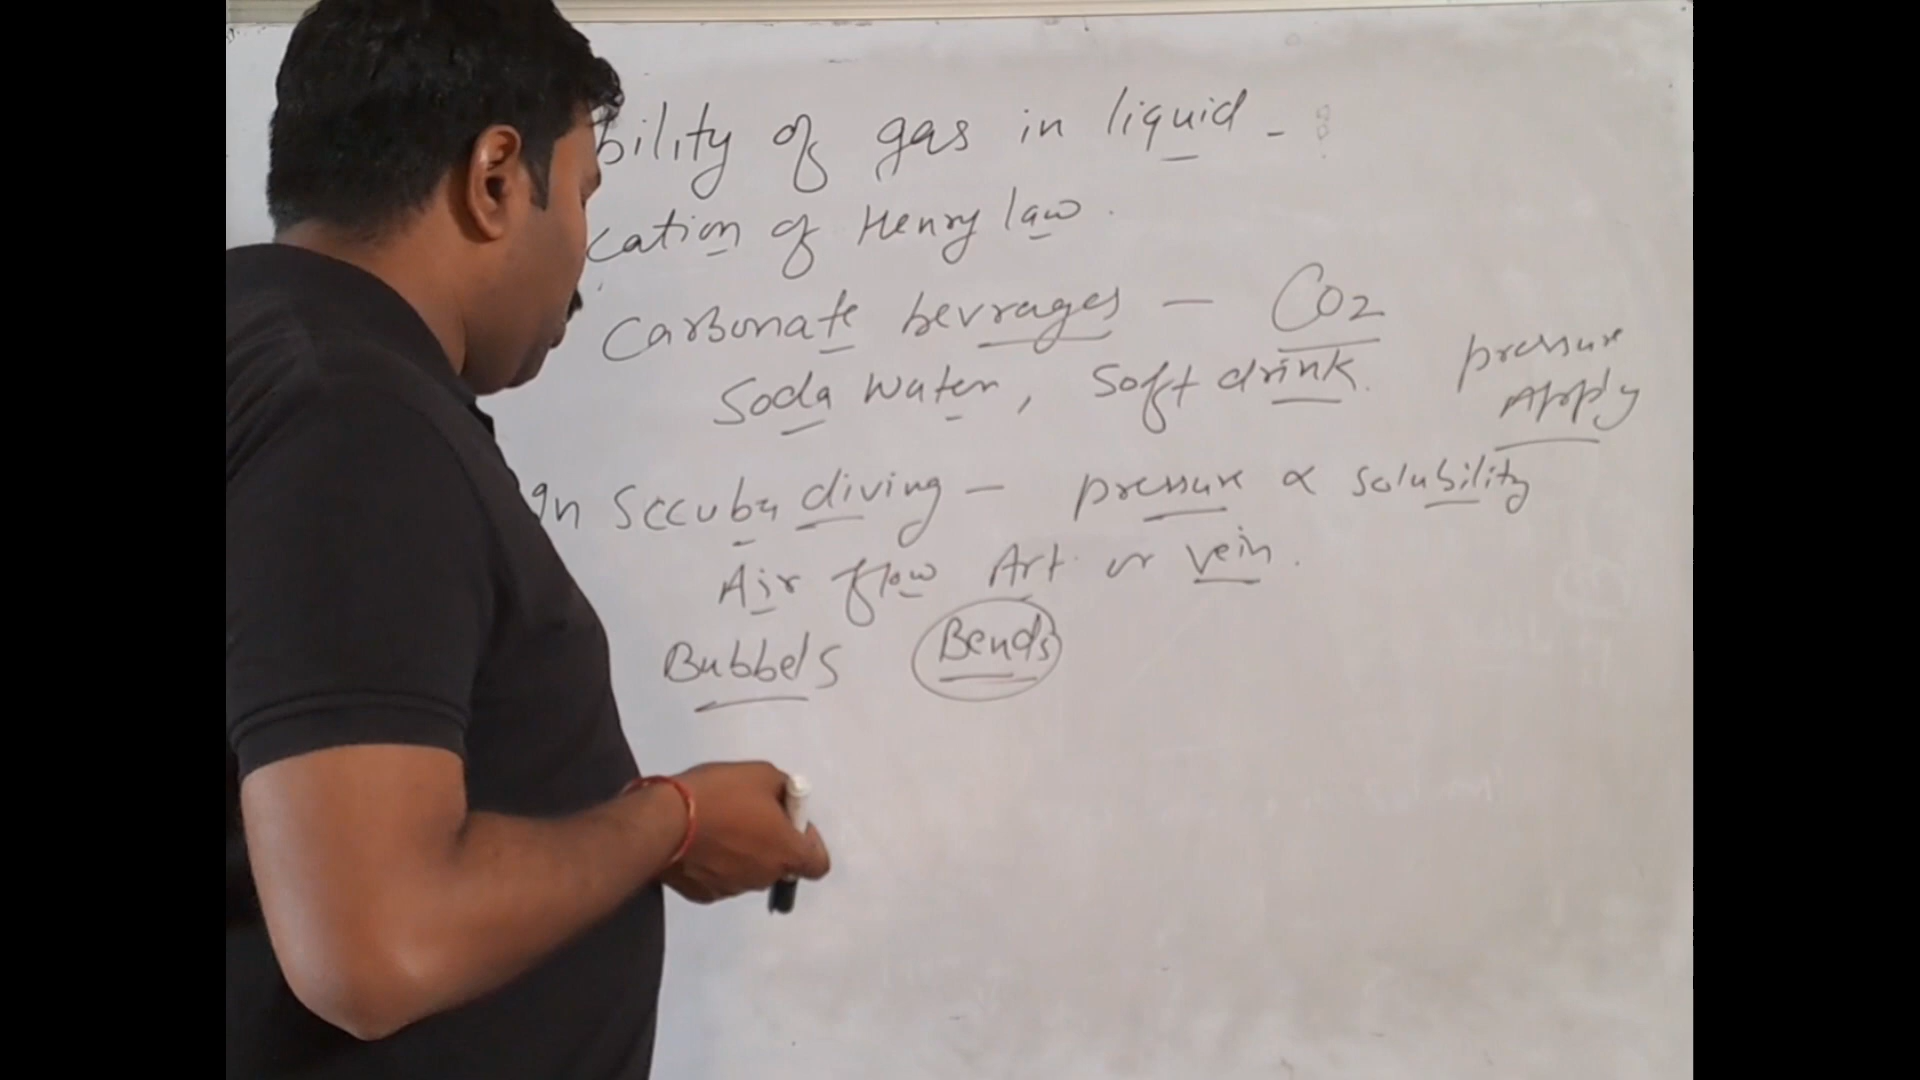 bility of gas in liquid -
cation of Henry law.
Carbonate bevrages — CO2
Soda water, Soft drink. pressure Apply
In Sccuba diving — pressure ∝ solubility
Air flow Art. or vein.
Bubbels Bends